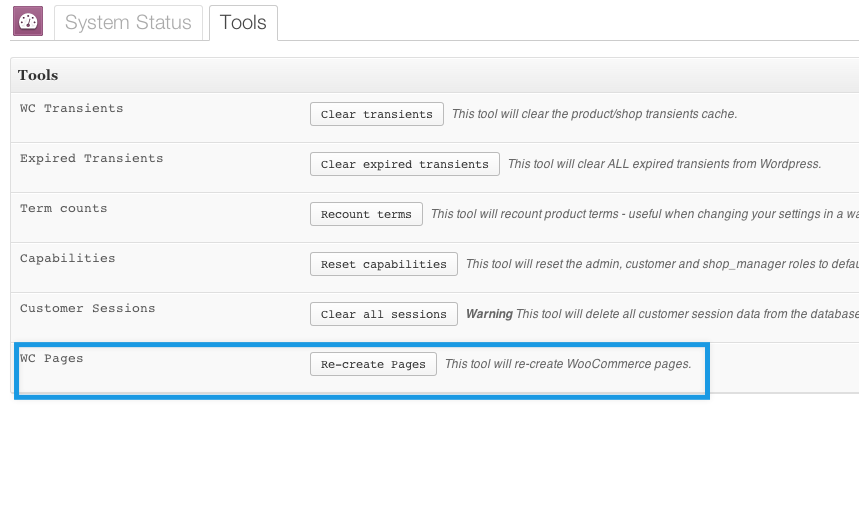 System Status Tools
Tools
WC Transients Clear transients This tool will clear the product/shop transients cache.
Expired Transients Clear expired transients This tool will clear ALL expired transients from Wordpress.
Term counts Recount terms This tool will recount product terms - useful when changing your settings in a
Capabilities Reset capabilities This tool will reset the admin, customer and shop_manager roles to
Customer Sessions Clear all sessions Warning This tool will delete all customer session data from the database
WC Pages Re-create Pages This tool will re-create WooCommerce pages.